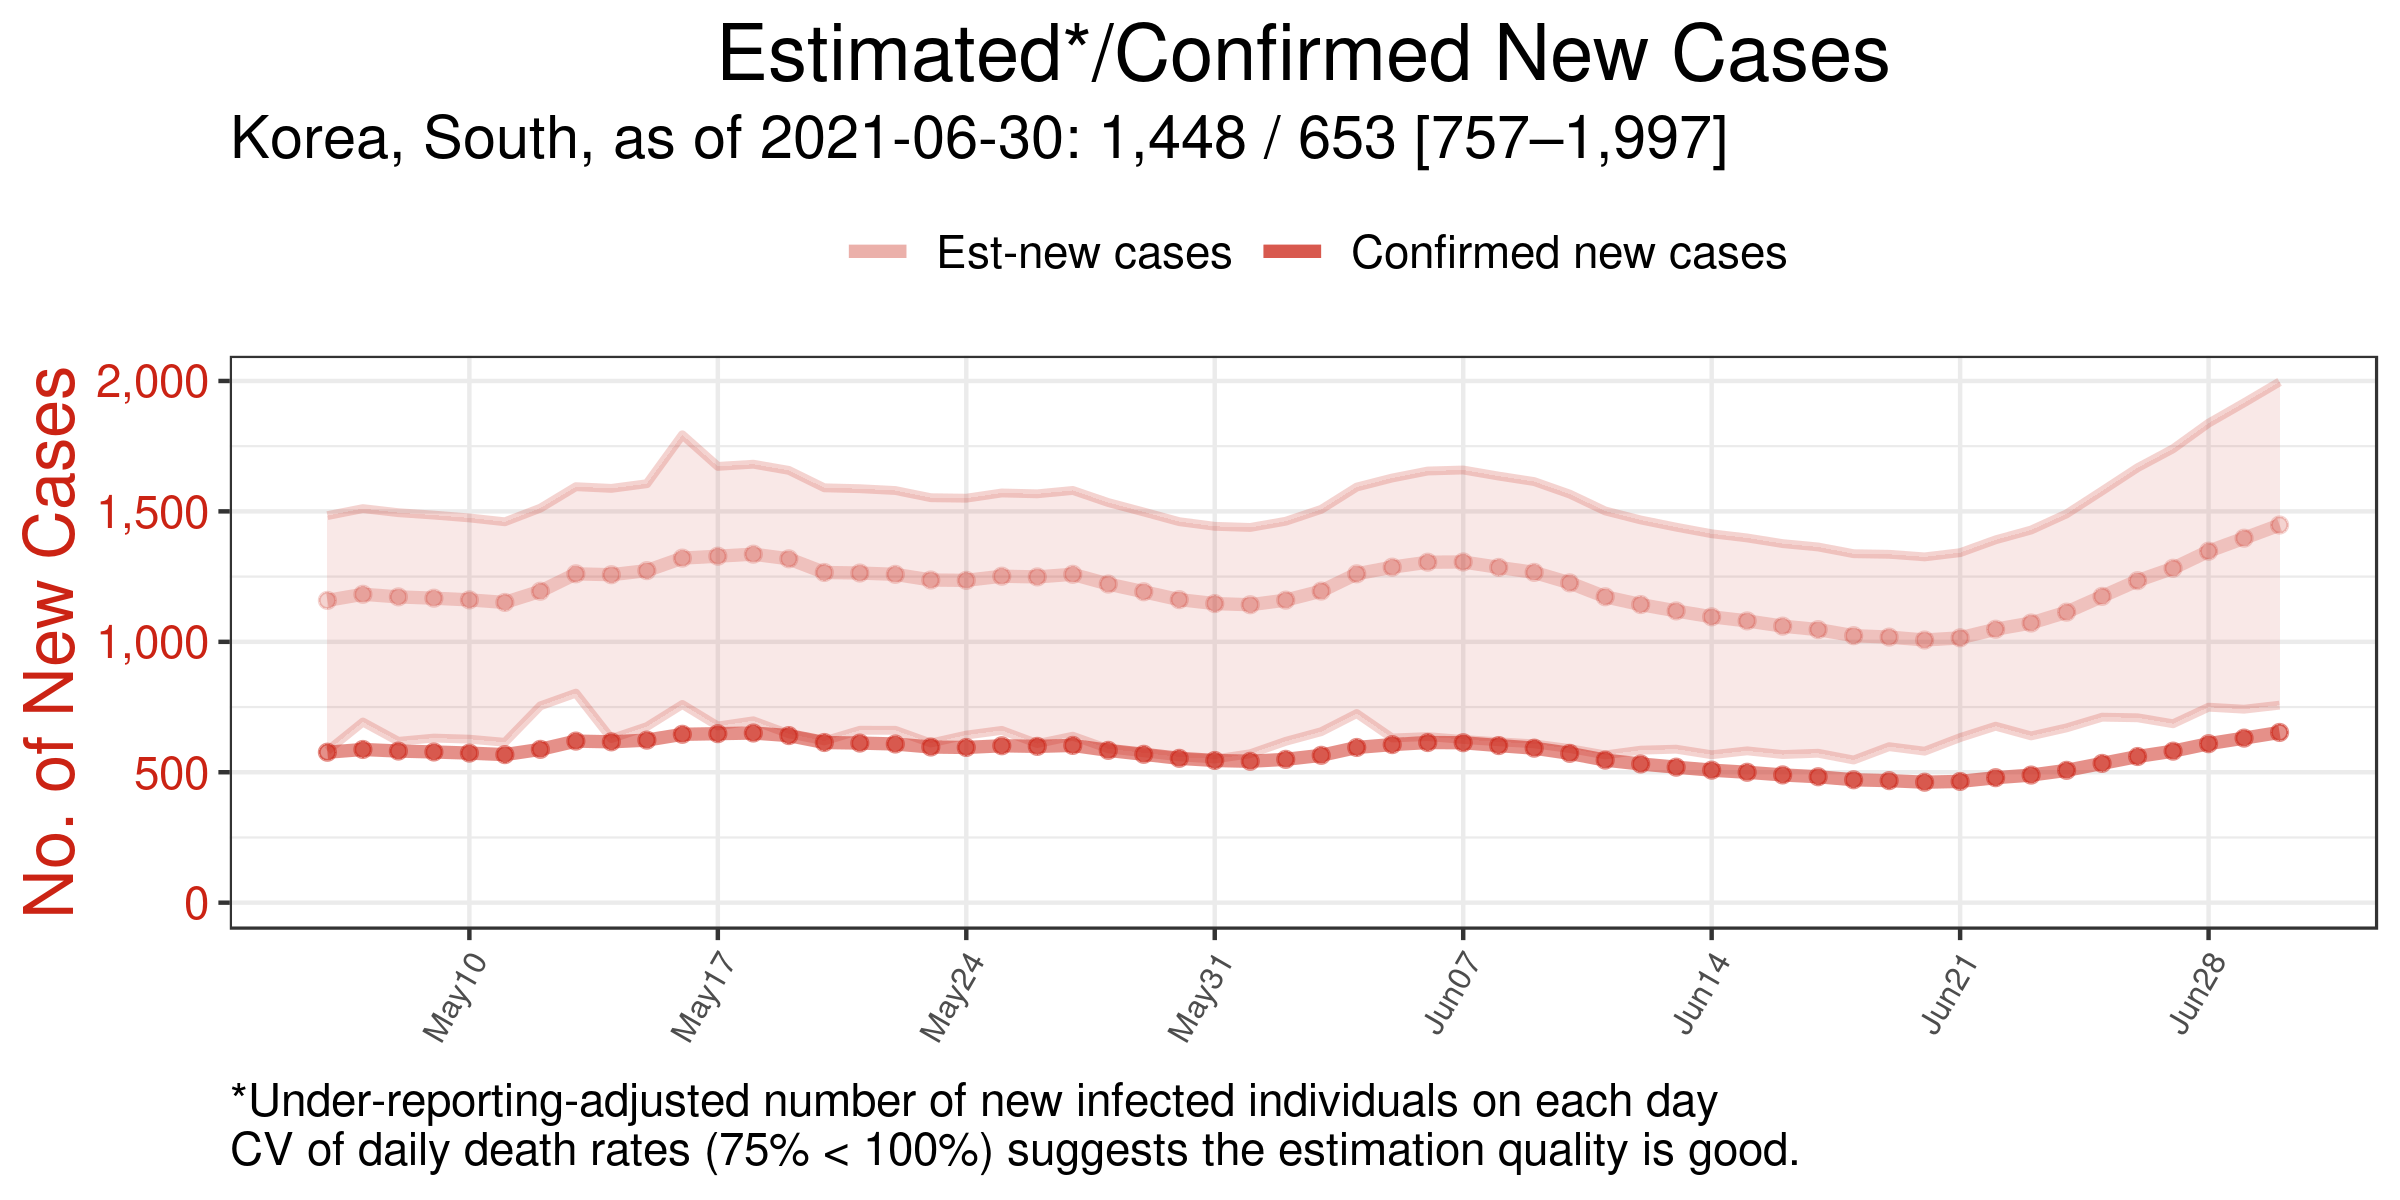 Estimated*/Confirmed New Cases
Korea, South, as of 2021-06-30: 1,448 / 653 [757–1,997]
Est-new cases Confirmed new cases
No. of New Cases
2,000
1,500
1,000
500
0
May10 May17 May24 May31 Jun07 Jun14 Jun21 Jun28
*Under-reporting-adjusted number of new infected individuals on each day
CV of daily death rates (75% < 100%) suggests the estimation quality is good.